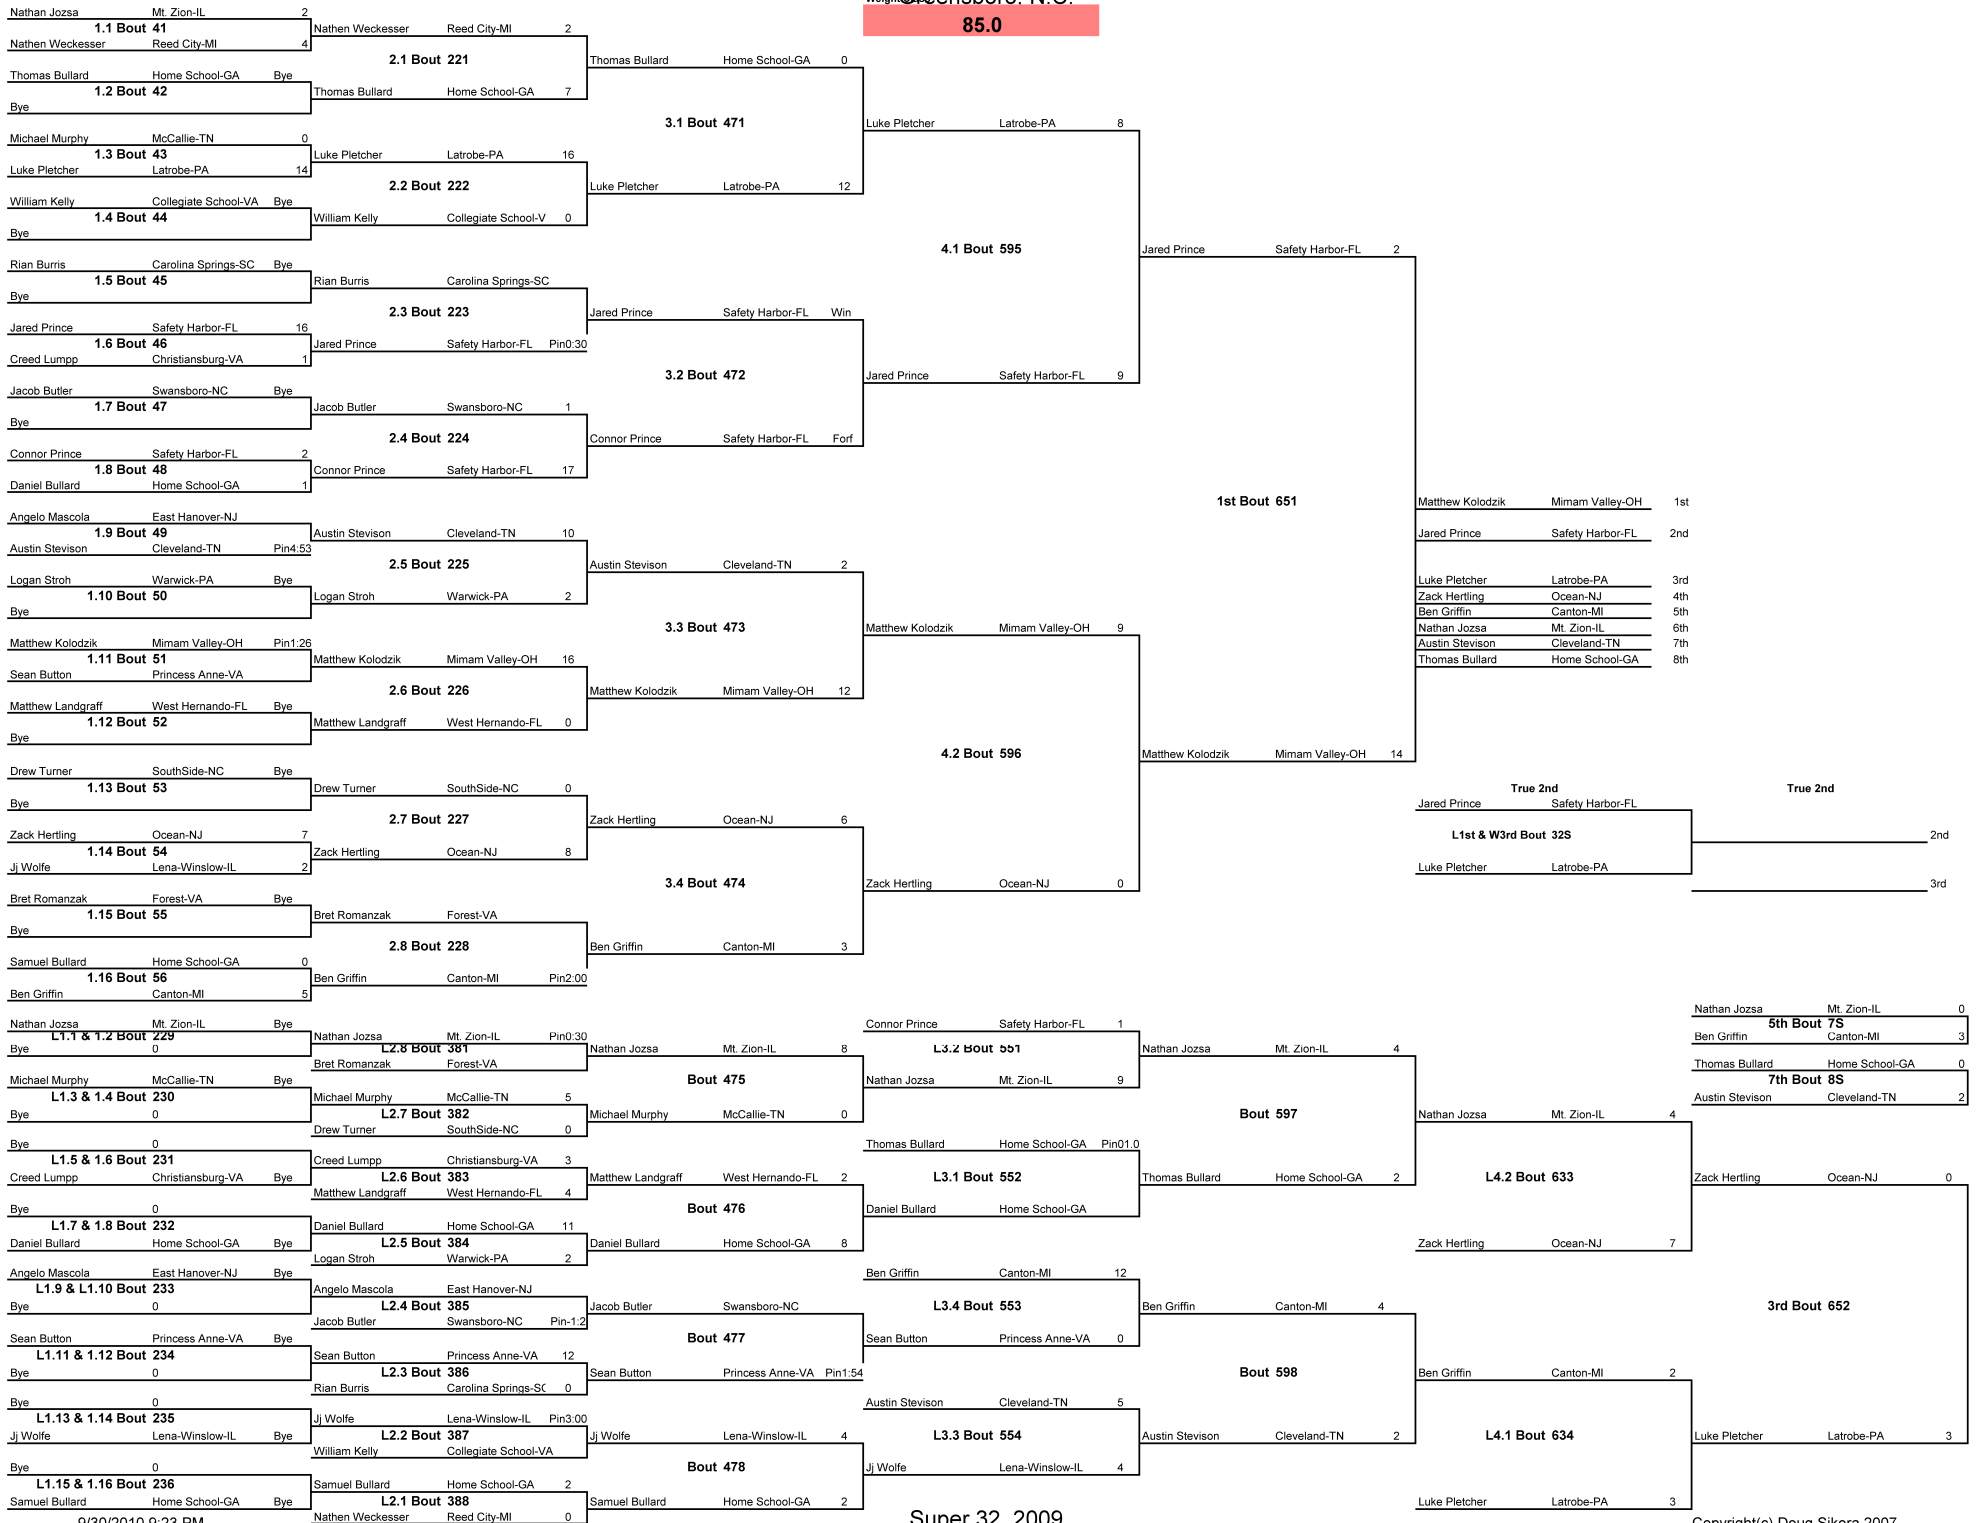 Greensboro, N.C.
85.0
Nathan Jozsa Mt. Zion-IL 2
1.1 Bout 41
Nathen Weckesser Reed City-MI 4
Thomas Bullard Home School-GA Bye
1.2 Bout 42
Bye
Michael Murphy McCallie-TN 0
1.3 Bout 43
Luke Pletcher Latrobe-PA 14
William Kelly Collegiate School-VA Bye
1.4 Bout 44
Bye
Rian Burris Carolina Springs-SC Bye
1.5 Bout 45
Bye
Jared Prince Safety Harbor-FL 16
1.6 Bout 46
Creed Lumpp Christiansburg-VA 1
Jacob Butler Swansboro-NC Bye
1.7 Bout 47
Bye
Connor Prince Safety Harbor-FL 2
1.8 Bout 48
Daniel Bullard Home School-GA 1
Angelo Mascola East Hanover-NJ
1.9 Bout 49
Austin Stevison Cleveland-TN Pin4:53
Logan Stroh Warwick-PA Bye
1.10 Bout 50
Bye
Matthew Kolodzik Mimam Valley-OH Pin1:26
1.11 Bout 51
Sean Button Princess Anne-VA
Matthew Landgraff West Hernando-FL Bye
1.12 Bout 52
Bye
Drew Turner SouthSide-NC Bye
1.13 Bout 53
Bye
Zack Hertling Ocean-NJ 7
1.14 Bout 54
Jj Wolfe Lena-Winslow-IL 2
Bret Romanzak Forest-VA Bye
1.15 Bout 55
Bye
Samuel Bullard Home School-GA 0
1.16 Bout 56
Ben Griffin Canton-MI 5
Nathen Weckesser Reed City-MI 2
2.1 Bout 221
Thomas Bullard Home School-GA 7
Luke Pletcher Latrobe-PA 16
2.2 Bout 222
William Kelly Collegiate School-V 0
Rian Burris Carolina Springs-SC
2.3 Bout 223
Jared Prince Safety Harbor-FL Pin0:30
Jacob Butler Swansboro-NC 1
2.4 Bout 224
Connor Prince Safety Harbor-FL 17
Austin Stevison Cleveland-TN 10
2.5 Bout 225
Logan Stroh Warwick-PA 2
Matthew Kolodzik Mimam Valley-OH 16
2.6 Bout 226
Matthew Landgraff West Hernando-FL 0
Drew Turner SouthSide-NC 0
2.7 Bout 227
Zack Hertling Ocean-NJ 8
Bret Romanzak Forest-VA
2.8 Bout 228
Ben Griffin Canton-MI Pin2:00
Thomas Bullard Home School-GA 0
3.1 Bout 471
Luke Pletcher Latrobe-PA 12
Jared Prince Safety Harbor-FL Win
3.2 Bout 472
Connor Prince Safety Harbor-FL Forf
Austin Stevison Cleveland-TN 2
3.3 Bout 473
Matthew Kolodzik Mimam Valley-OH 12
Zack Hertling Ocean-NJ 6
3.4 Bout 474
Ben Griffin Canton-MI 3
Luke Pletcher Latrobe-PA 8
4.1 Bout 595
Jared Prince Safety Harbor-FL 9
Matthew Kolodzik Mimam Valley-OH 9
4.2 Bout 596
Zack Hertling Ocean-NJ 0
Jared Prince Safety Harbor-FL 2
1st Bout 651
Matthew Kolodzik Mimam Valley-OH 14
Matthew Kolodzik Mimam Valley-OH 1st
Jared Prince Safety Harbor-FL 2nd
Luke Pletcher Latrobe-PA 3rd
Zack Hertling Ocean-NJ 4th
Ben Griffin Canton-MI 5th
Nathan Jozsa Mt. Zion-IL 6th
Austin Stevison Cleveland-TN 7th
Thomas Bullard Home School-GA 8th
True 2nd True 2nd
Jared Prince Safety Harbor-FL
L1st & W3rd Bout 32S
2nd
Luke Pletcher Latrobe-PA
3rd
Nathan Jozsa Mt. Zion-IL Bye
L1.1 & 1.2 Bout 229
Bye 0
Michael Murphy McCallie-TN Bye
L1.3 & 1.4 Bout 230
Bye 0
Bye 0
L1.5 & 1.6 Bout 231
Creed Lumpp Christiansburg-VA Bye
Bye 0
L1.7 & 1.8 Bout 232
Daniel Bullard Home School-GA Bye
Angelo Mascola East Hanover-NJ Bye
L1.9 & L1.10 Bout 233
Bye 0
Sean Button Princess Anne-VA Bye
L1.11 & 1.12 Bout 234
Bye 0
Bye 0
L1.13 & 1.14 Bout 235
Jj Wolfe Lena-Winslow-IL Bye
Bye 0
L1.15 & 1.16 Bout 236
Samuel Bullard Home School-GA Bye
Nathan Jozsa Mt. Zion-IL Pin0:30
L2.8 Bout 381
Bret Romanzak Forest-VA
Michael Murphy McCallie-TN 5
L2.7 Bout 382
Drew Turner SouthSide-NC 0
Creed Lumpp Christiansburg-VA 3
L2.6 Bout 383
Matthew Landgraff West Hernando-FL 4
Daniel Bullard Home School-GA 11
L2.5 Bout 384
Logan Stroh Warwick-PA 2
Angelo Mascola East Hanover-NJ
L2.4 Bout 385
Jacob Butler Swansboro-NC Pin-1:2
Sean Button Princess Anne-VA 12
L2.3 Bout 386
Rian Burris Carolina Springs-SC 0
Jj Wolfe Lena-Winslow-IL Pin3:00
L2.2 Bout 387
William Kelly Collegiate School-VA
Samuel Bullard Home School-GA 2
L2.1 Bout 388
Nathen Weckesser Reed City-MI 0
Nathan Jozsa Mt. Zion-IL 8
Bout 475
Michael Murphy McCallie-TN 0
Matthew Landgraff West Hernando-FL 2
Bout 476
Daniel Bullard Home School-GA 8
Jacob Butler Swansboro-NC
Bout 477
Sean Button Princess Anne-VA Pin1:54
Jj Wolfe Lena-Winslow-IL 4
Bout 478
Samuel Bullard Home School-GA 2
Connor Prince Safety Harbor-FL 1
L3.2 Bout 551
Nathan Jozsa Mt. Zion-IL 9
Thomas Bullard Home School-GA Pin01.0
L3.1 Bout 552
Daniel Bullard Home School-GA
Ben Griffin Canton-MI 12
L3.4 Bout 553
Sean Button Princess Anne-VA 0
Austin Stevison Cleveland-TN 5
L3.3 Bout 554
Jj Wolfe Lena-Winslow-IL 4
Nathan Jozsa Mt. Zion-IL 4
Bout 597
Thomas Bullard Home School-GA 2
Ben Griffin Canton-MI 4
Bout 598
Austin Stevison Cleveland-TN 2
Nathan Jozsa Mt. Zion-IL 4
L4.2 Bout 633
Zack Hertling Ocean-NJ 7
Ben Griffin Canton-MI 2
L4.1 Bout 634
Luke Pletcher Latrobe-PA 3
Nathan Jozsa Mt. Zion-IL 0
5th Bout 7S
Ben Griffin Canton-MI 3
Thomas Bullard Home School-GA 0
7th Bout 8S
Austin Stevison Cleveland-TN 2
Zack Hertling Ocean-NJ 0
3rd Bout 652
Luke Pletcher Latrobe-PA 3
9/30/2010 9:23 PM
Super 32, 2009
Copyright(c) Doug Sikora 2007